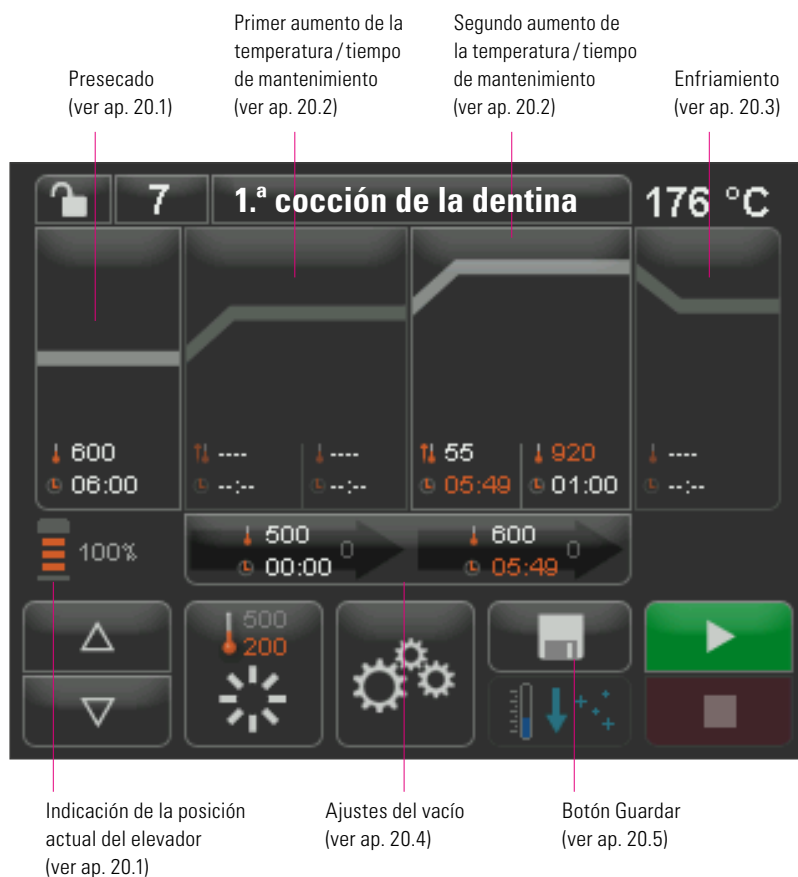 Primer aumento de la
temperatura / tiempo
de mantenimiento
(ver ap. 20.2)
Segundo aumento de
la temperatura / tiempo
de mantenimiento
(ver ap. 20.2)
Presecado
(ver ap. 20.1)
Enfriamiento
(ver ap. 20.3)
7
1.ª cocción de la dentina
176 °C
600
06:00
----
--:--
----
--:--
55
05:49
920
01:00
----
--:--
100%
500
00:00
0
600
05:49
0
500
200
Indicación de la posición
actual del elevador
(ver ap. 20.1)
Ajustes del vacío
(ver ap. 20.4)
Botón Guardar
(ver ap. 20.5)